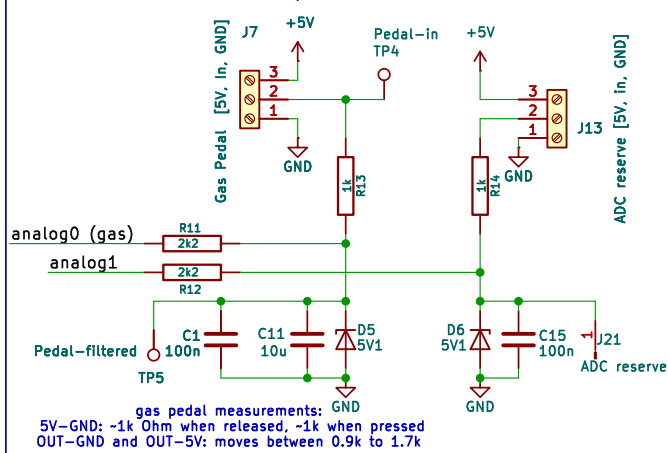 J7
+5V
Pedal-in
TP4
+5V
Gas Pedal [5V, In, GND]
3
2
1
GND
3
2
1
J13
GND
ADC reserve [5V, In, GND]
1k
R13
1k
R14
analog0 (gas)
R11
2k2
analog1
2k2
R12
Pedal-filtered
TP5
C1
100n
C11
10u
D5
5V1
GND
D6
5V1
C15
100n
GND
1
J21
ADC reserve
gas pedal measurements:
5V-GND: ~1k Ohm when released, ~1k when pressed
OUT-GND and OUT-5V: moves between 0.9k to 1.7k